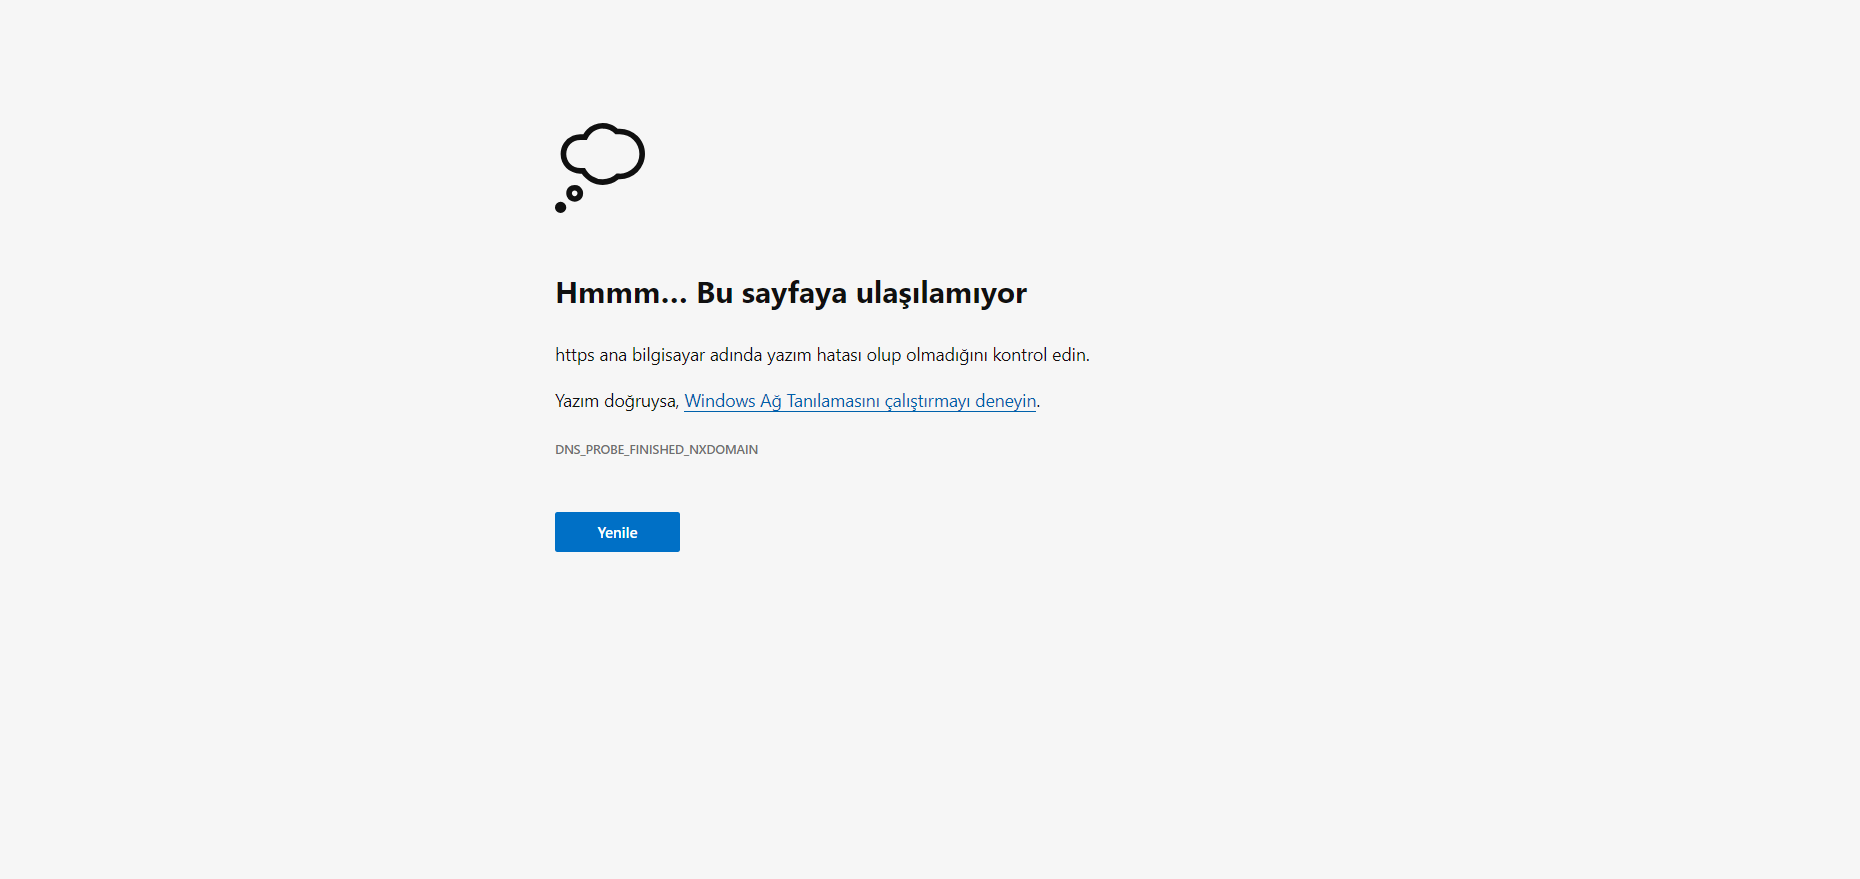 Hmmm... Bu sayfaya ulaşılamıyor
https ana bilgisayar adında yazım hatası olup olmadığını kontrol edin.
Yazım doğruysa, Windows Ağ Tanılamasını çalıştırmayı deneyin.
DNS_PROBE_FINISHED_NXDOMAIN
Yenile